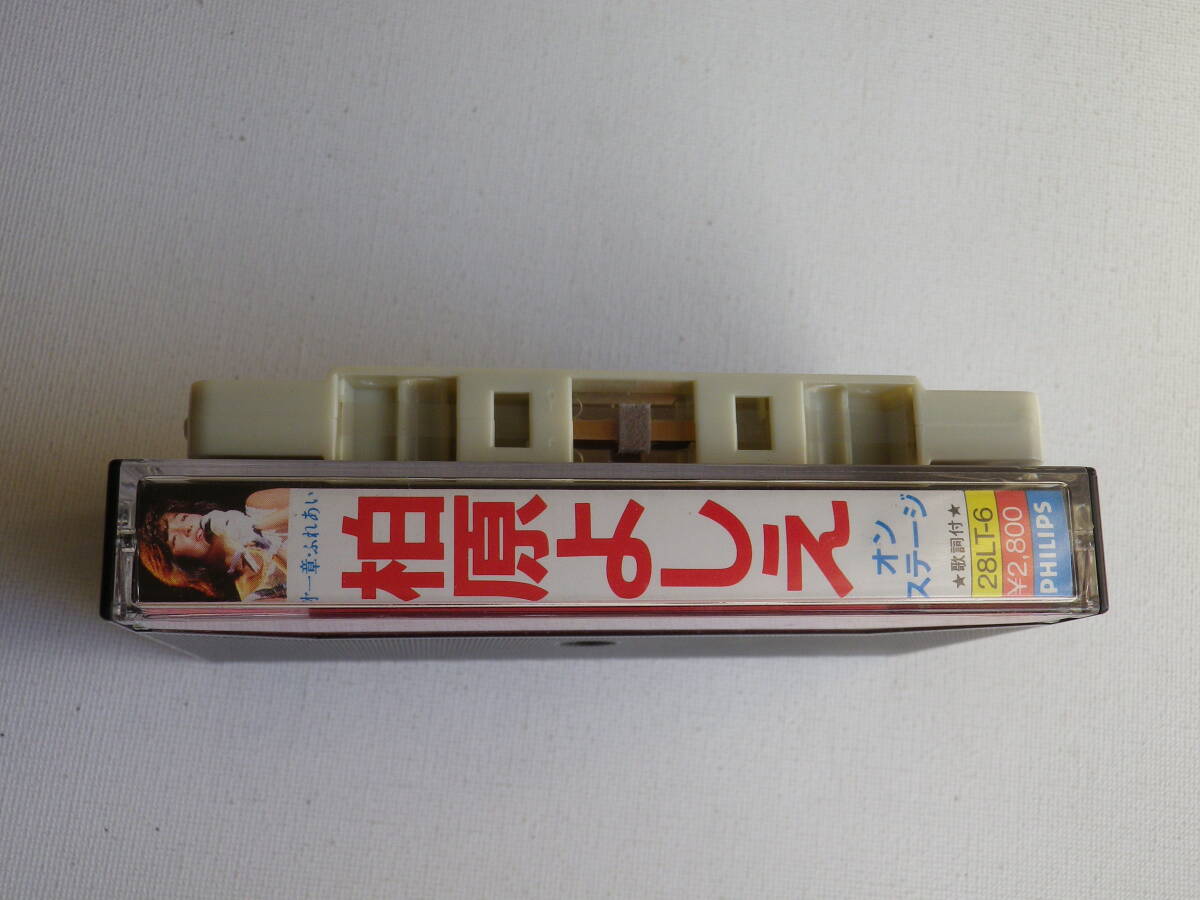 第一章・ふれあい
柏原よしえ
オン
ステージ
★歌詞付★
28LT-6
¥2,800
PHILIPS